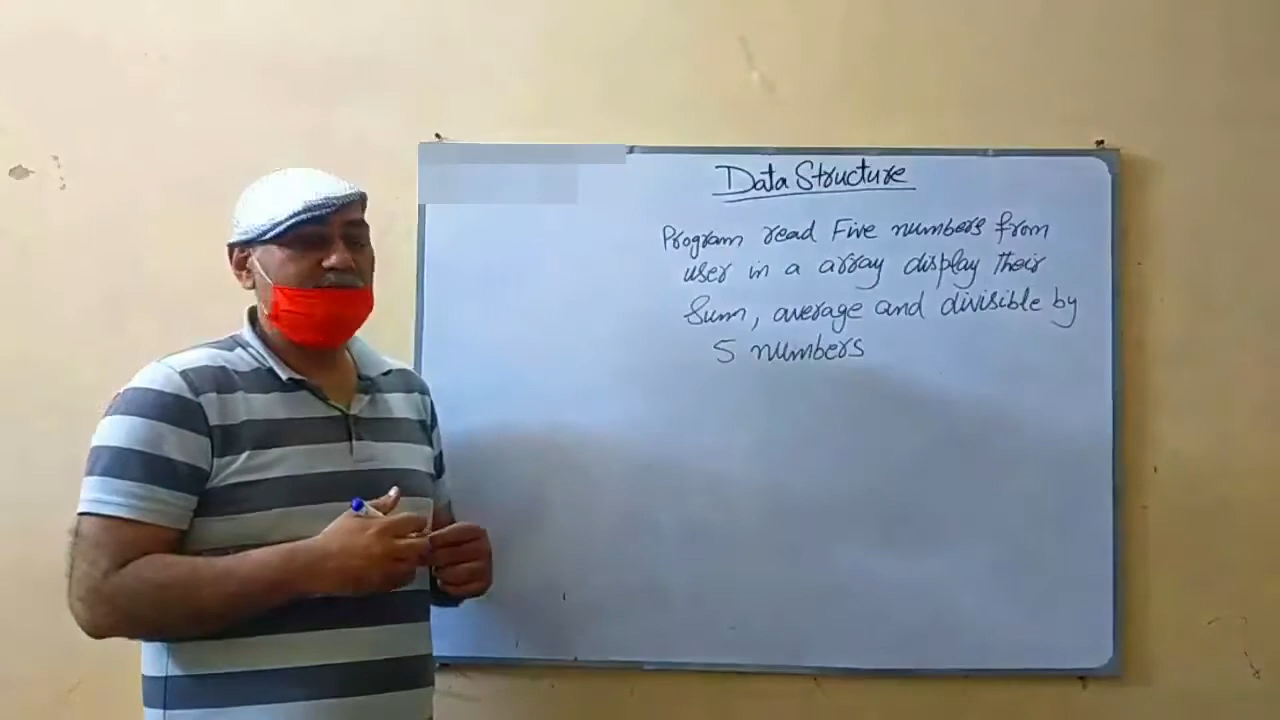 Data Structure
Program read Five numbers from
user in a array display their
Sum, average and divisible by
5 numbers